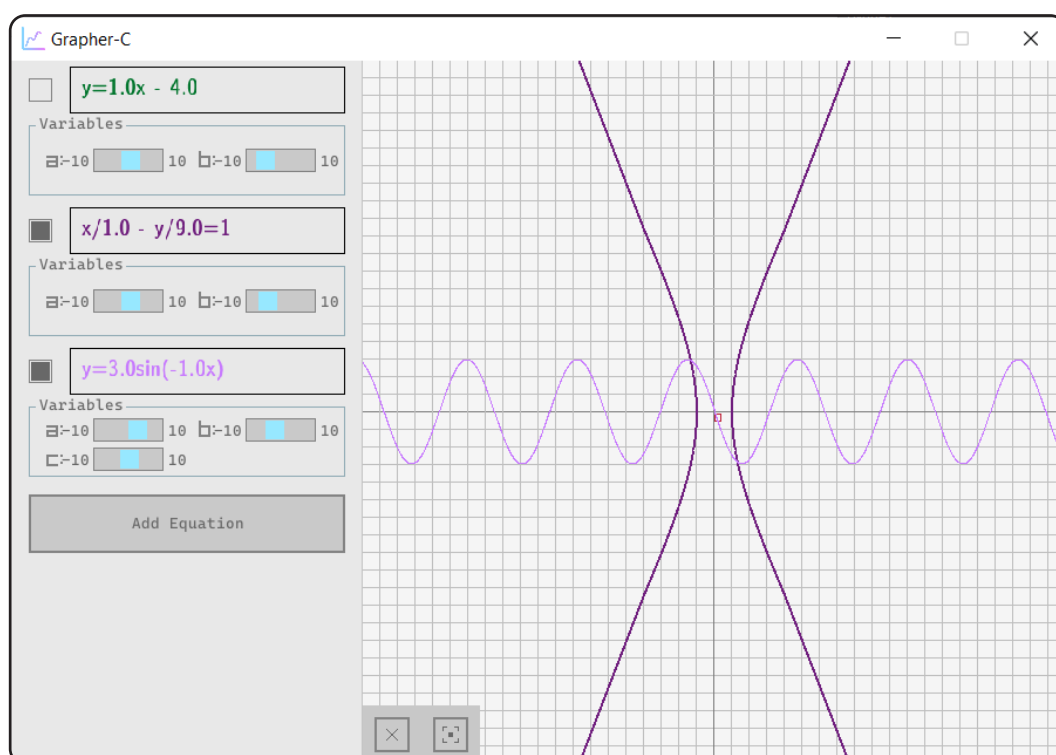 Grapher-C
y=1.0x - 4.0
Variables
a:-10 10 b:-10 10
x/1.0 - y/9.0=1
Variables
a:-10 10 b:-10 10
y=3.0sin(-1.0x)
Variables
a:-10 10 b:-10 10
c:-10 10
Add Equation